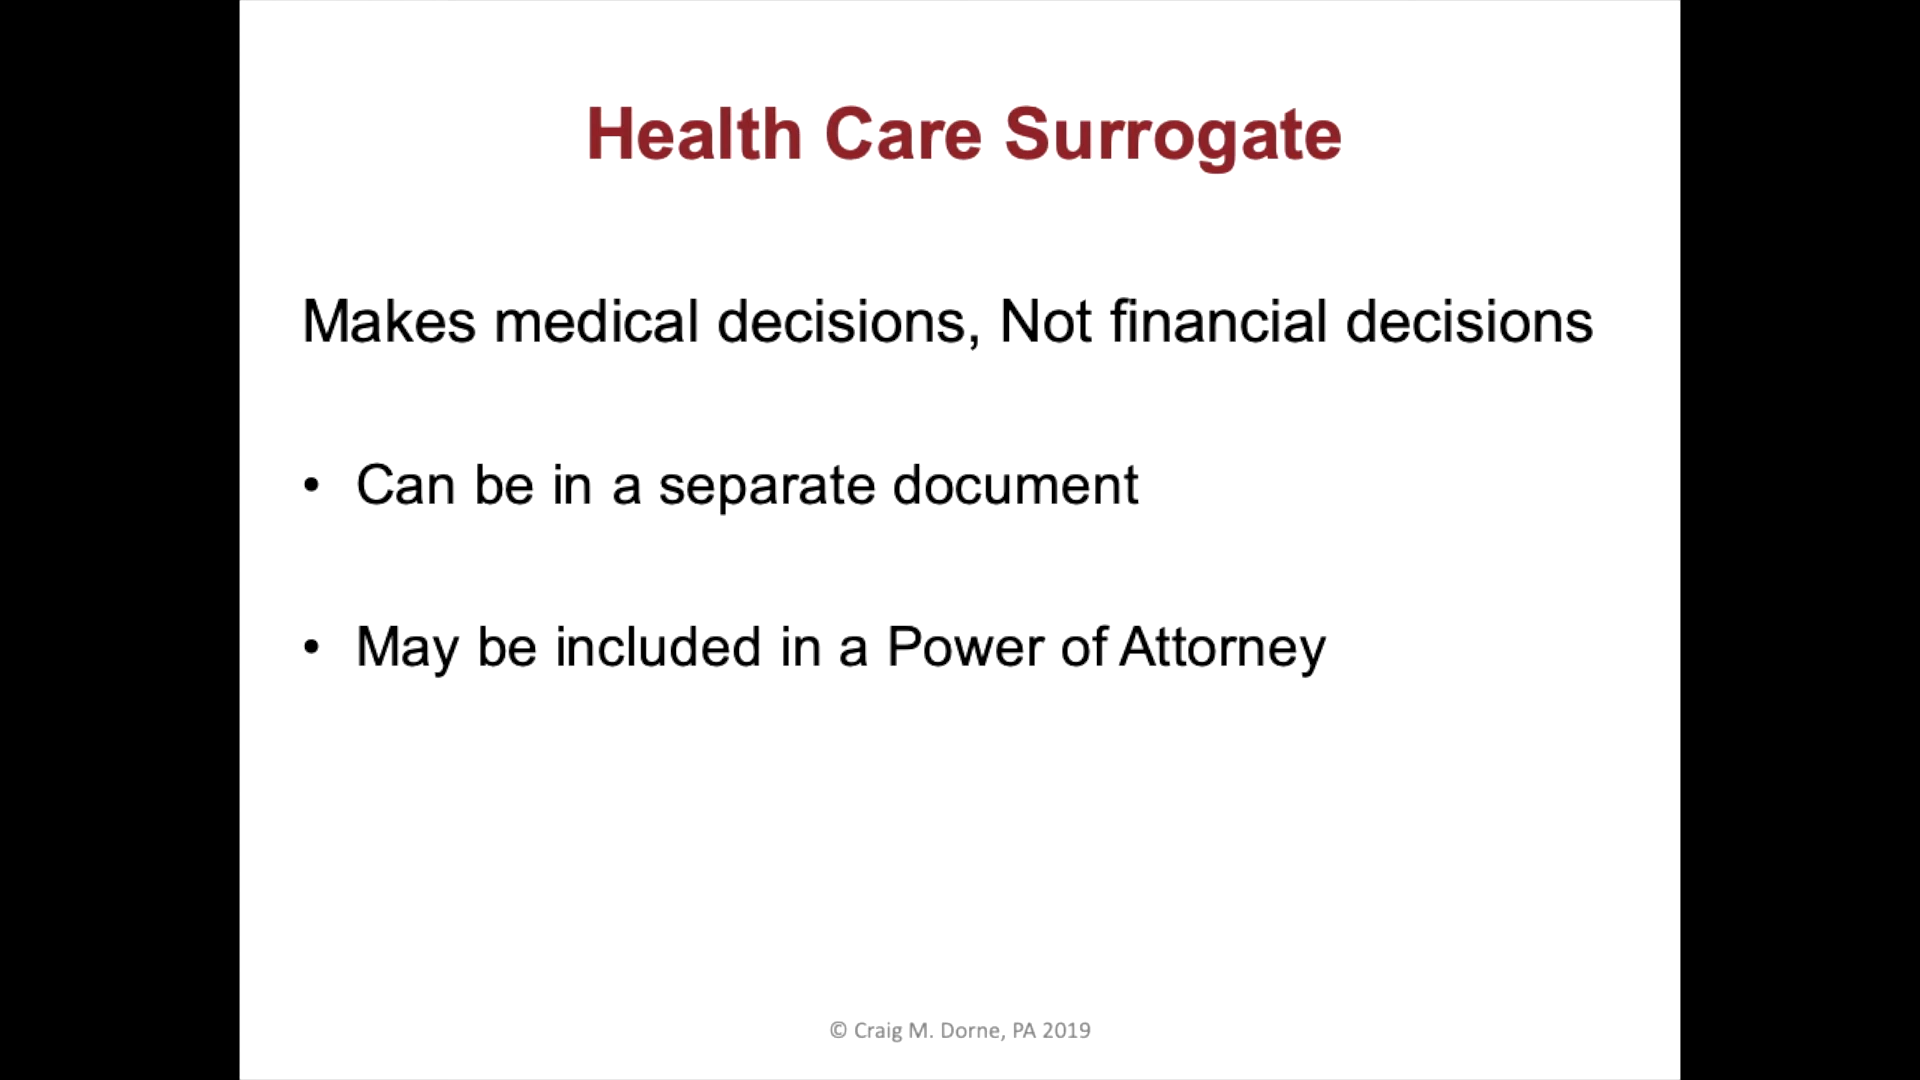 Health Care Surrogate
Makes medical decisions, Not financial decisions
• Can be in a separate document
• May be included in a Power of Attorney
© Craig M. Dorne, PA 2019